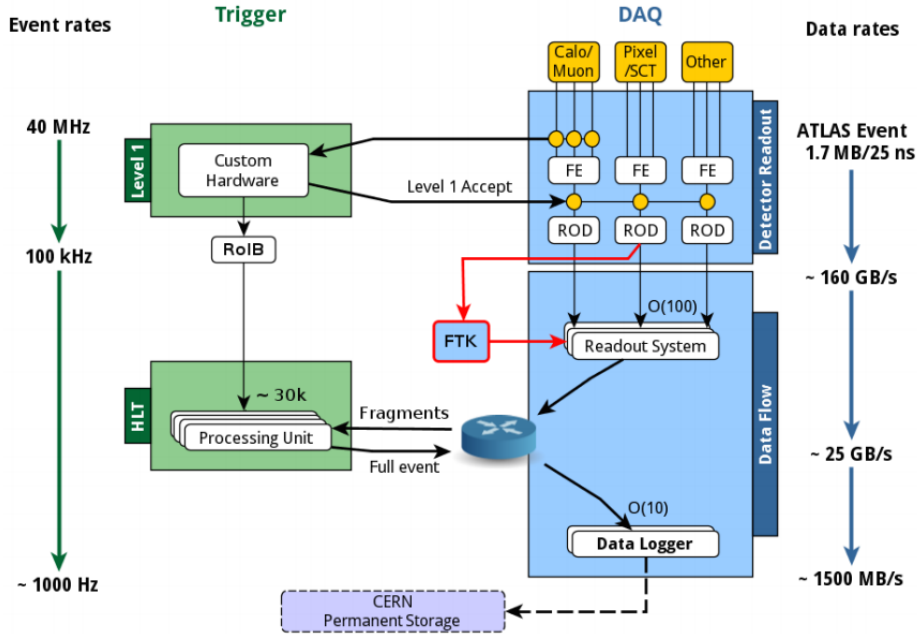 Event rates
Trigger
DAQ
Data rates
Calo/
Muon
Pixel
/SCT
Other
40 MHz
Level 1
Custom
Hardware
Level 1 Accept
FE
FE
FE
ROD
ROD
ROD
Detector Readout
ATLAS Event
1.7 MB/25 ns
100 kHz
RoIB
~ 160 GB/s
FTK
O(100)
Readout System
HLT
~ 30k
Processing Unit
Fragments
Full event
Data Flow
~ 25 GB/s
O(10)
Data Logger
~ 1000 Hz
~ 1500 MB/s
CERN
Permanent Storage